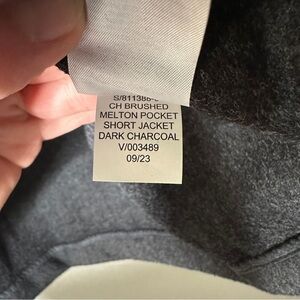 CH BRUSHED
MELTON POCKET
SHORT JACKET
DARK CHARCOAL
V/003489
09/23